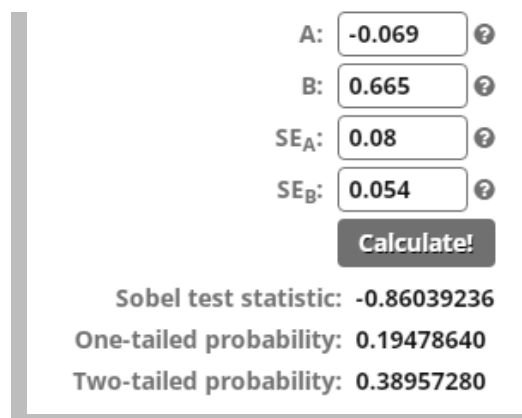 A: -0.069
B: 0.665
SEA: 0.08
SEB: 0.054
Calculate!
Sobel test statistic: -0.86039236
One-tailed probability: 0.19478640
Two-tailed probability: 0.38957280